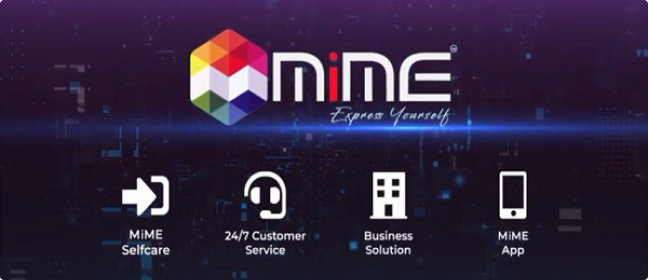 MiME
Express Yourself
MiME
Selfcare
24/7 Customer
Service
Business
Solution
MiME
App